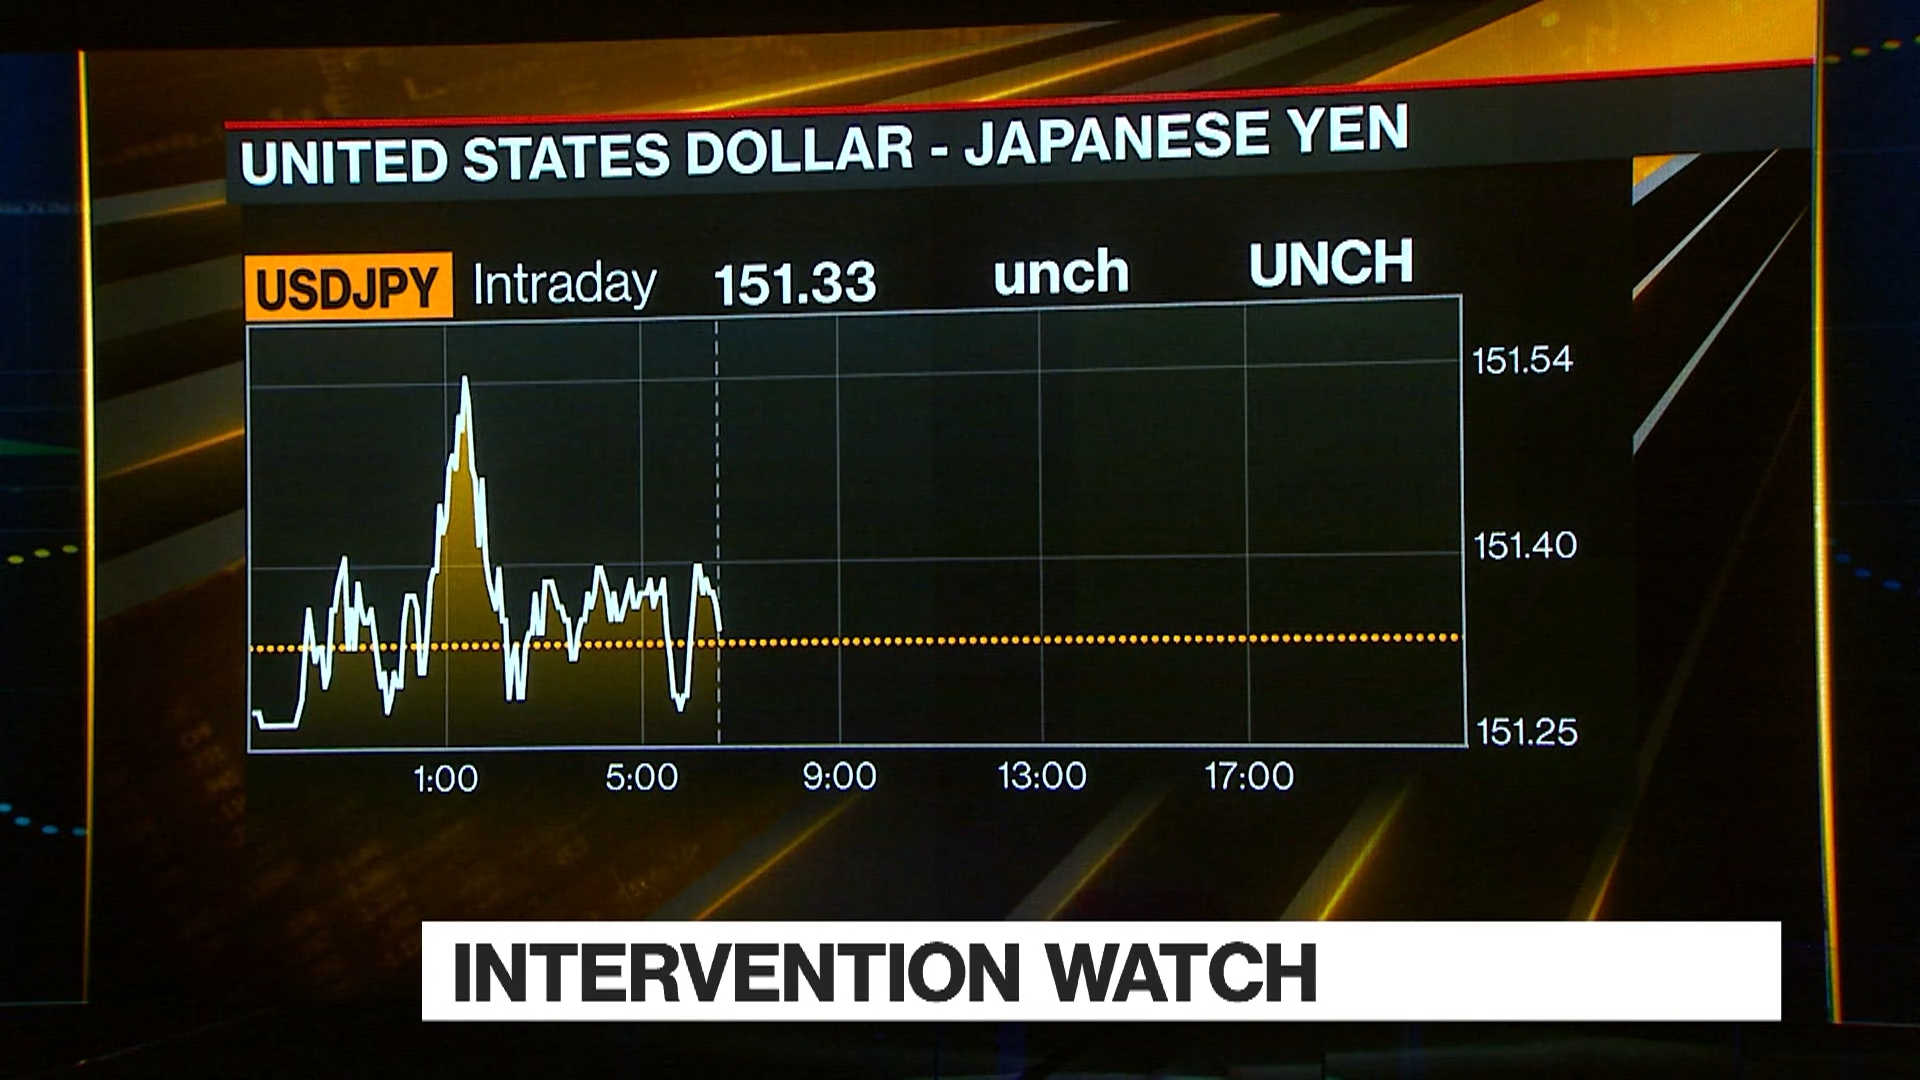 UNITED STATES DOLLAR - JAPANESE YEN
USDJPY Intraday 151.33 unch UNCH
151.54
151.40
151.25
1:00 5:00 9:00 13:00 17:00
INTERVENTION WATCH